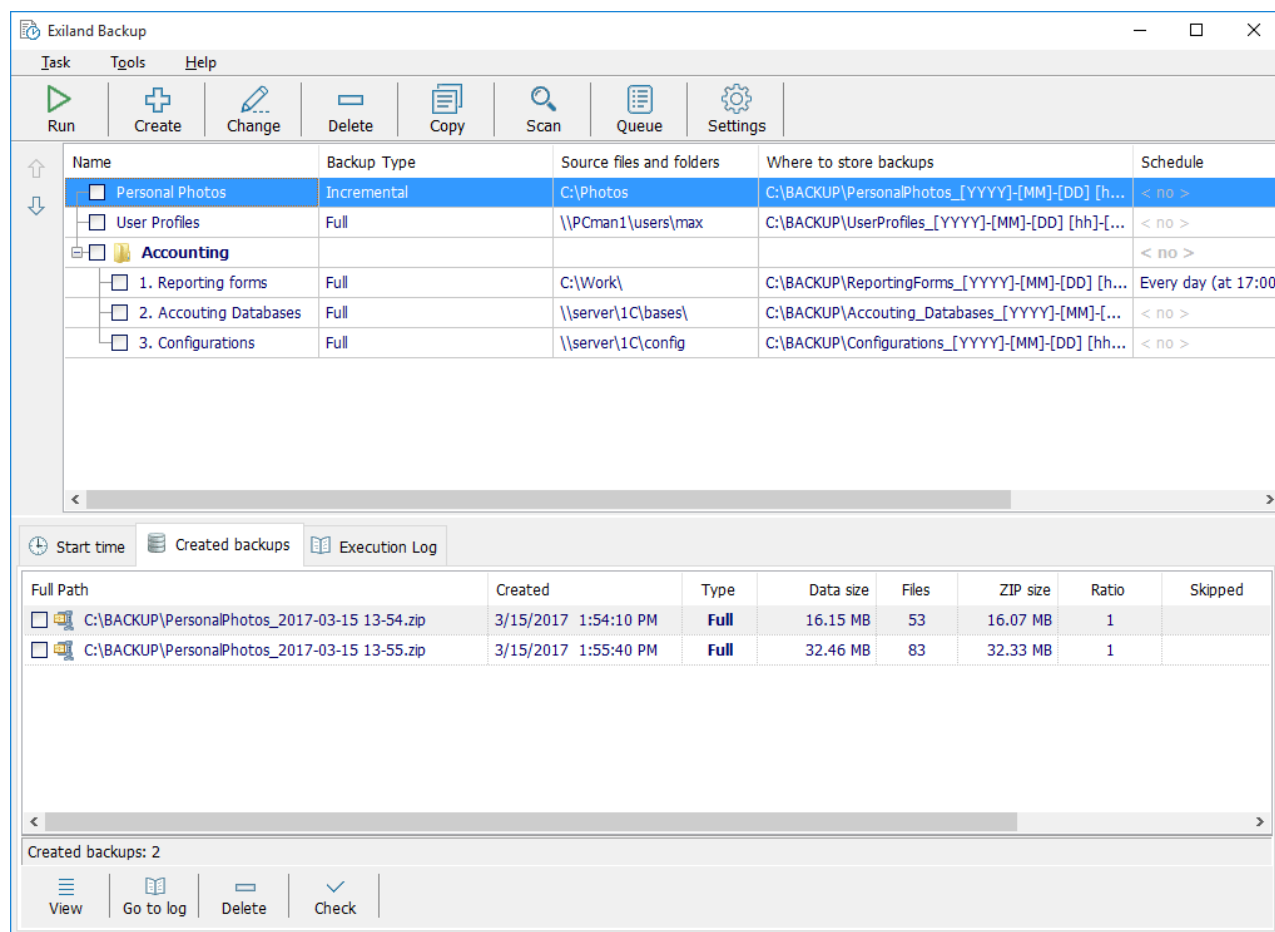 Exiland Backup
Task Tools Help
Run Create Change Delete Copy Scan Queue Settings
Name Backup Type Source files and folders Where to store backups Schedule
Personal Photos Incremental C:\Photos C:\BACKUP\PersonalPhotos_[YYYY]-[MM]-[DD] [h... < no >
User Profiles Full \\PCman1\users\max C:\BACKUP\UserProfiles_[YYYY]-[MM]-[DD] [hh]-[... < no >
Accounting < no >
1. Reporting forms Full C:\Work\ C:\BACKUP\ReportingForms_[YYYY]-[MM]-[DD] [h... Every day (at 17:00
2. Accouting Databases Full \\server\1C\bases\ C:\BACKUP\Accouting_Databases_[YYYY]-[MM]-[... < no >
3. Configurations Full \\server\1C\config C:\BACKUP\Configurations_[YYYY]-[MM]-[DD] [hh... < no >
Start time Created backups Execution Log
Full Path Created Type Data size Files ZIP size Ratio Skipped
C:\BACKUP\PersonalPhotos_2017-03-15 13-54.zip 3/15/2017 1:54:10 PM Full 16.15 MB 53 16.07 MB 1
C:\BACKUP\PersonalPhotos_2017-03-15 13-55.zip 3/15/2017 1:55:40 PM Full 32.46 MB 83 32.33 MB 1
Created backups: 2
View Go to log Delete Check